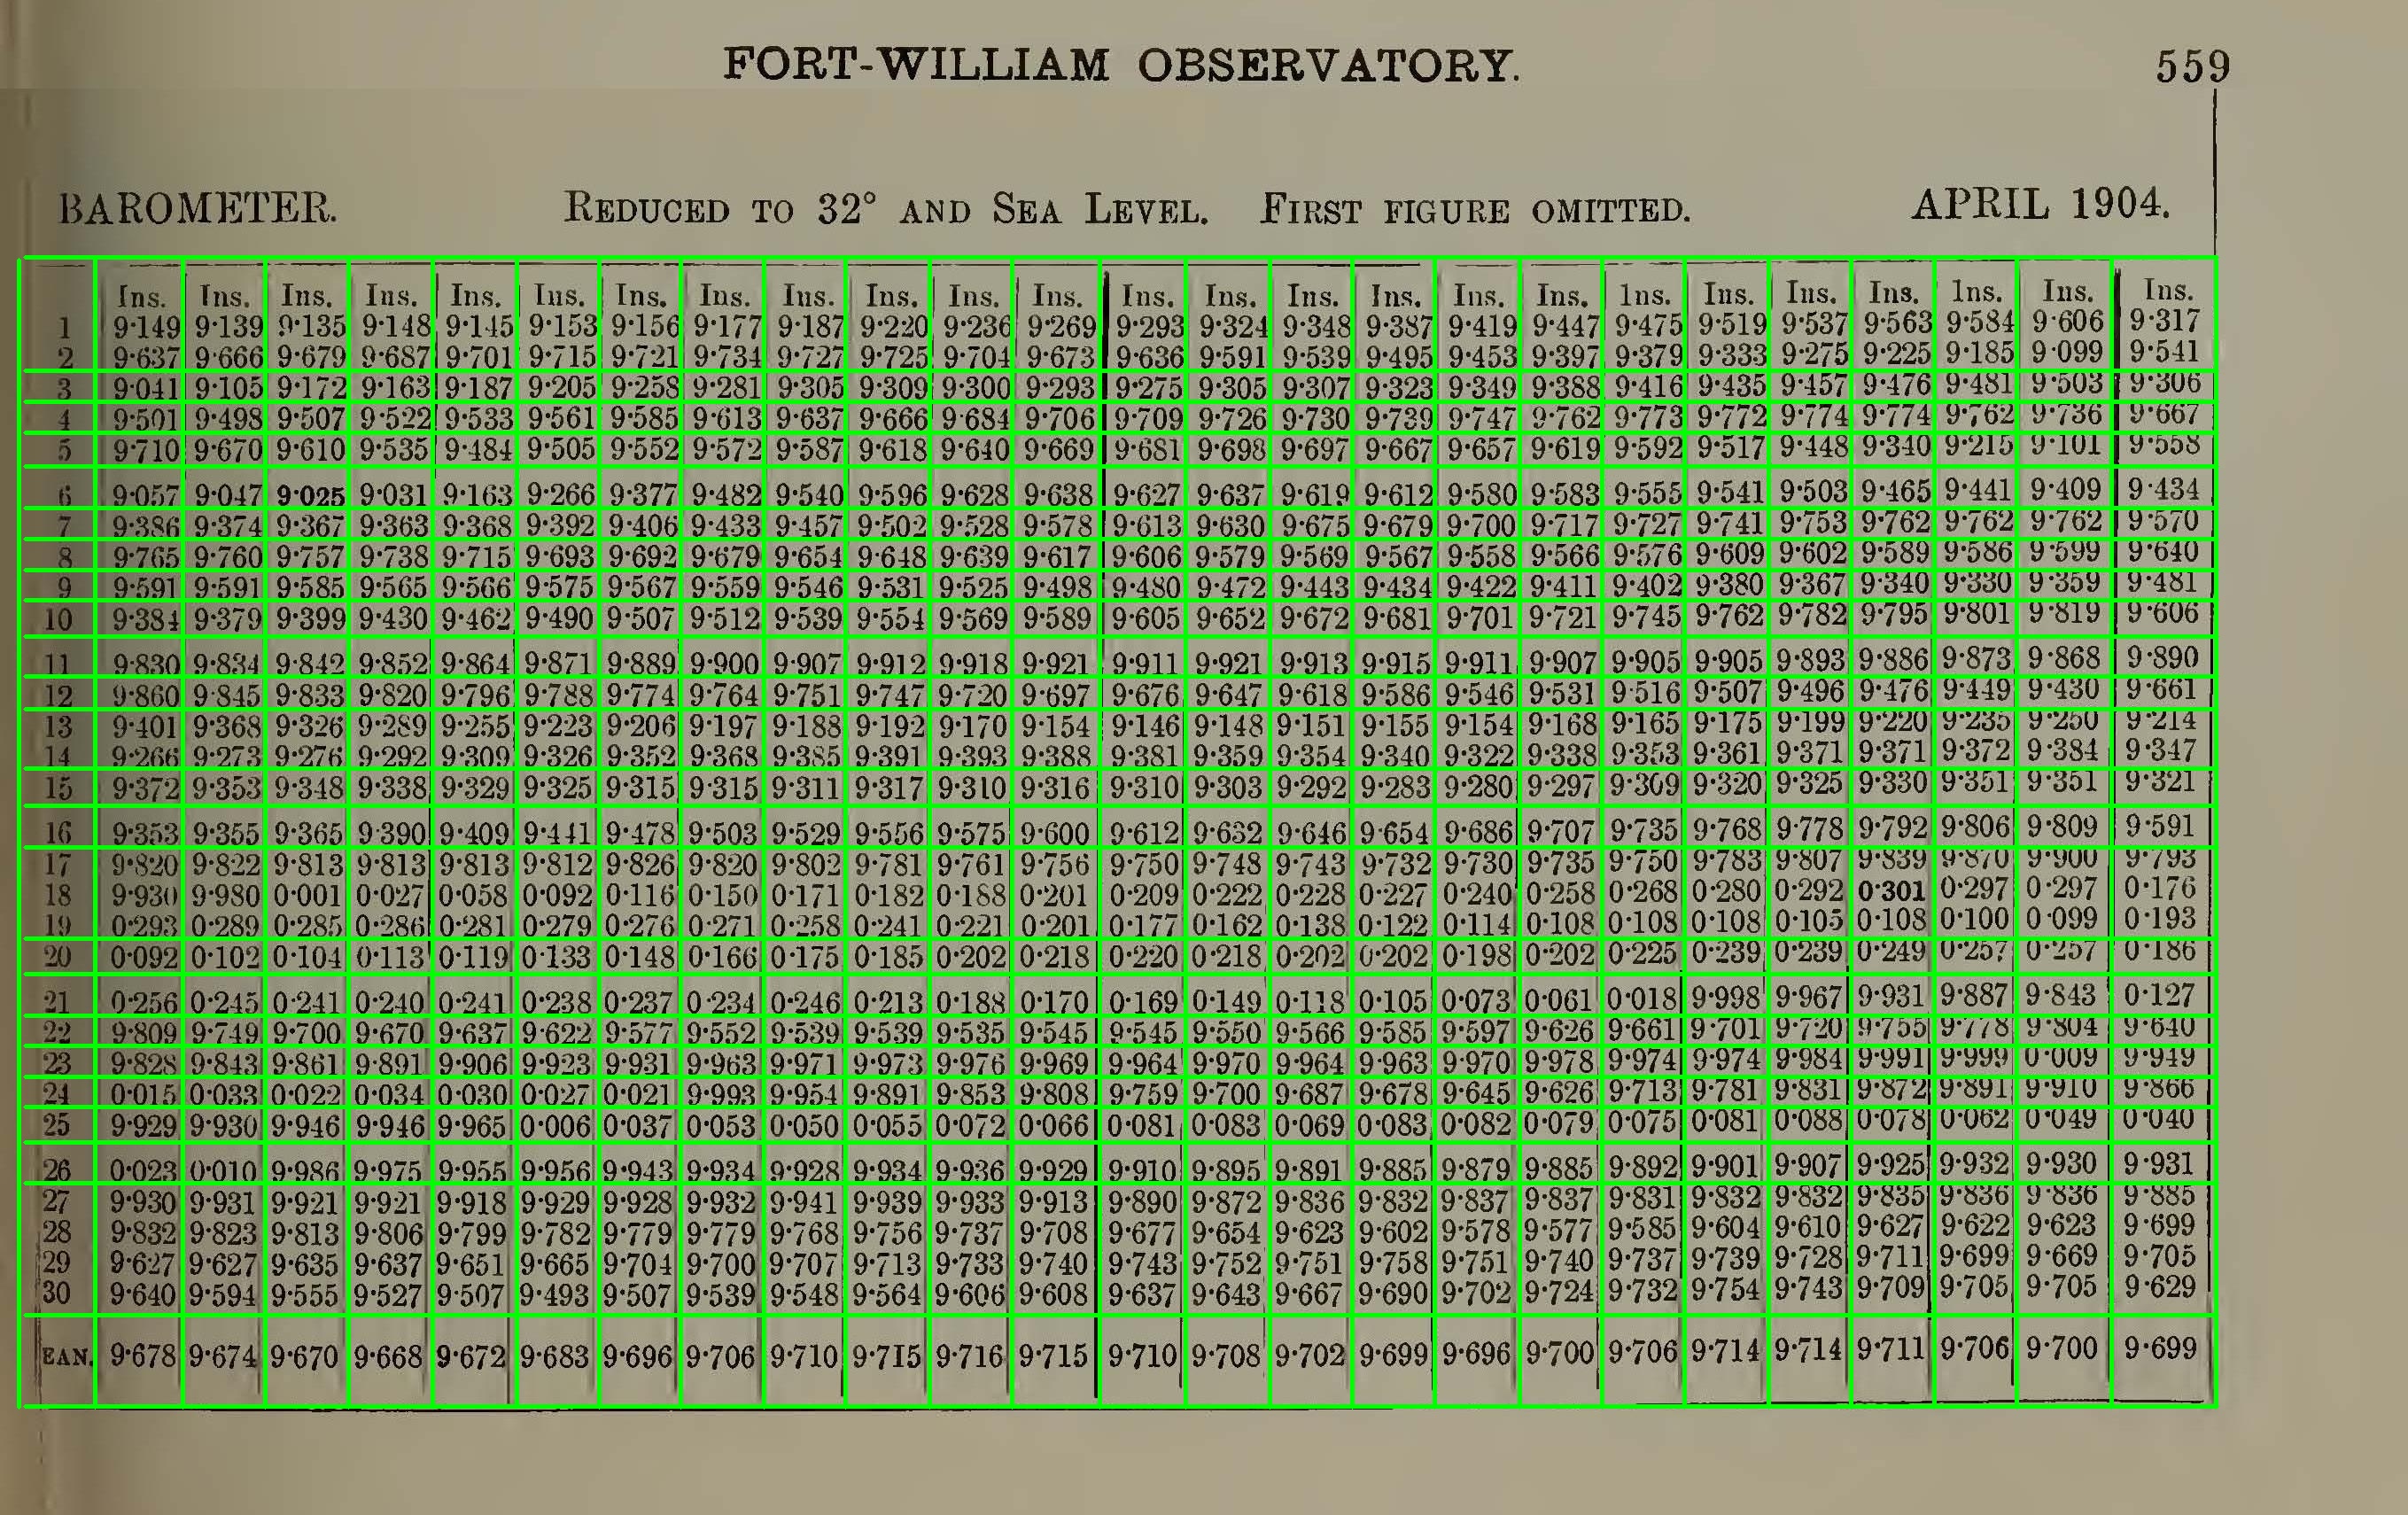 FORT-WILLIAM OBSERVATORY. 559
BAROMETER. REDUCED TO 32° AND SEA LEVEL. FIRST FIGURE OMITTED. APRIL 1904.
Ins. Ins. Ins. Ins. Ins. Ins. Ins. Ins. Ins. Ins. Ins. Ins. Ins. Ins. Ins. Ins. Ins. Ins. Ins. Ins. Ins. Ins. Ins. Ins. Ins.
1 9·149 9·139 9·135 9·148 9·145 9·153 9·156 9·177 9·187 9·220 9·236 9·269 9·293 9·324 9·348 9·387 9·419 9·447 9·475 9·519 9·537 9·563 9·584 9·606 9·317
2 9·637 9·666 9·679 9·687 9·701 9·715 9·721 9·734 9·727 9·725 9·704 9·673 9·636 9·591 9·539 9·495 9·453 9·397 9·379 9·333 9·275 9·225 9·185 9·099 9·541
3 9·041 9·105 9·172 9·163 9·187 9·205 9·258 9·281 9·305 9·309 9·300 9·293 9·275 9·305 9·307 9·323 9·349 9·388 9·416 9·435 9·457 9·476 9·481 9·503 9·306
4 9·501 9·498 9·507 9·522 9·533 9·561 9·585 9·613 9·637 9·666 9·684 9·706 9·709 9·726 9·730 9·739 9·747 9·762 9·773 9·772 9·774 9·774 9·762 9·736 9·667
5 9·710 9·670 9·610 9·535 9·484 9·505 9·552 9·572 9·587 9·618 9·640 9·669 9·681 9·698 9·697 9·667 9·657 9·619 9·592 9·517 9·448 9·340 9·215 9·101 9·558
6 9·057 9·047 9·025 9·031 9·163 9·266 9·377 9·482 9·540 9·596 9·628 9·638 9·627 9·637 9·619 9·612 9·580 9·583 9·555 9·541 9·503 9·465 9·441 9·409 9·434
7 9·386 9·374 9·367 9·363 9·368 9·392 9·406 9·433 9·457 9·502 9·528 9·578 9·613 9·630 9·675 9·679 9·700 9·717 9·727 9·741 9·753 9·762 9·762 9·762 9·570
8 9·765 9·760 9·757 9·738 9·715 9·693 9·692 9·679 9·654 9·648 9·639 9·617 9·606 9·579 9·569 9·567 9·558 9·566 9·576 9·609 9·602 9·589 9·586 9·599 9·640
9 9·591 9·591 9·585 9·565 9·566 9·575 9·567 9·559 9·546 9·531 9·525 9·498 9·480 9·472 9·443 9·434 9·422 9·411 9·402 9·380 9·367 9·340 9·330 9·359 9·481
10 9·384 9·379 9·399 9·430 9·462 9·490 9·507 9·512 9·539 9·554 9·569 9·589 9·605 9·652 9·672 9·681 9·701 9·721 9·745 9·762 9·782 9·795 9·801 9·819 9·606
11 9·830 9·834 9·842 9·852 9·864 9·871 9·889 9·900 9·907 9·912 9·918 9·921 9·911 9·921 9·913 9·915 9·911 9·907 9·905 9·905 9·893 9·886 9·873 9·868 9·890
12 9·860 9·845 9·833 9·820 9·796 9·788 9·774 9·764 9·751 9·747 9·720 9·697 9·676 9·647 9·618 9·586 9·546 9·531 9·516 9·507 9·496 9·476 9·449 9·430 9·661
13 9·401 9·368 9·326 9·289 9·255 9·223 9·206 9·197 9·188 9·192 9·170 9·154 9·146 9·148 9·151 9·155 9·154 9·168 9·165 9·175 9·199 9·220 9·235 9·250 9·214
14 9·266 9·273 9·276 9·292 9·309 9·326 9·352 9·368 9·385 9·391 9·393 9·388 9·381 9·359 9·354 9·340 9·322 9·338 9·353 9·361 9·371 9·371 9·372 9·384 9·347
15 9·372 9·353 9·348 9·338 9·329 9·325 9·315 9·315 9·311 9·317 9·310 9·316 9·310 9·303 9·292 9·283 9·280 9·297 9·309 9·320 9·325 9·330 9·351 9·351 9·321
16 9·353 9·355 9·365 9·390 9·409 9·441 9·478 9·503 9·529 9·556 9·575 9·600 9·612 9·632 9·646 9·654 9·686 9·707 9·735 9·768 9·778 9·792 9·806 9·809 9·591
17 9·820 9·822 9·813 9·813 9·813 9·812 9·826 9·820 9·802 9·781 9·761 9·756 9·750 9·748 9·743 9·732 9·730 9·735 9·750 9·783 9·807 9·839 9·870 9·900 9·793
18 9·930 9·980 0·001 0·027 0·058 0·092 0·116 0·150 0·171 0·182 0·188 0·201 0·209 0·222 0·228 0·227 0·240 0·258 0·268 0·280 0·292 0·301 0·297 0·297 0·176
19 0·293 0·289 0·285 0·286 0·281 0·279 0·276 0·271 0·258 0·241 0·221 0·201 0·177 0·162 0·138 0·122 0·114 0·108 0·108 0·108 0·105 0·108 0·100 0·099 0·193
20 0·092 0·102 0·104 0·113 0·119 0·133 0·148 0·166 0·175 0·185 0·202 0·218 0·220 0·218 0·202 0·202 0·198 0·202 0·225 0·239 0·239 0·249 0·257 0·257 0·186
21 0·256 0·245 0·241 0·240 0·241 0·238 0·237 0·234 0·246 0·213 0·188 0·170 0·169 0·149 0·118 0·105 0·073 0·061 0·018 9·998 9·967 9·931 9·887 9·843 0·127
22 9·809 9·749 9·700 9·670 9·637 9·622 9·577 9·552 9·539 9·539 9·535 9·545 9·545 9·550 9·566 9·585 9·597 9·626 9·661 9·701 9·720 9·755 9·778 9·804 9·640
23 9·828 9·843 9·861 9·891 9·906 9·923 9·931 9·963 9·971 9·973 9·976 9·969 9·964 9·970 9·964 9·963 9·970 9·978 9·974 9·974 9·984 9·991 9·999 0·009 9·949
24 0·015 0·033 0·022 0·034 0·030 0·027 0·021 9·993 9·954 9·891 9·853 9·808 9·759 9·700 9·687 9·678 9·645 9·626 9·713 9·781 9·831 9·872 9·891 9·910 9·866
25 9·929 9·930 9·946 9·946 9·965 0·006 0·037 0·053 0·050 0·055 0·072 0·066 0·081 0·083 0·069 0·083 0·082 0·079 0·075 0·081 0·088 0·078 0·062 0·049 0·040
26 0·023 0·010 9·986 9·975 9·955 9·956 9·943 9·934 9·928 9·934 9·936 9·929 9·910 9·895 9·891 9·885 9·879 9·885 9·892 9·901 9·907 9·925 9·932 9·930 9·931
27 9·930 9·931 9·921 9·921 9·918 9·929 9·928 9·932 9·941 9·939 9·933 9·913 9·890 9·872 9·836 9·832 9·837 9·837 9·831 9·832 9·832 9·835 9·836 9·836 9·885
28 9·832 9·823 9·813 9·806 9·799 9·782 9·779 9·779 9·768 9·756 9·737 9·708 9·677 9·654 9·623 9·602 9·578 9·577 9·585 9·604 9·610 9·627 9·622 9·623 9·699
29 9·627 9·627 9·635 9·637 9·651 9·665 9·704 9·700 9·707 9·713 9·733 9·740 9·743 9·752 9·751 9·758 9·751 9·740 9·737 9·739 9·728 9·711 9·699 9·669 9·705
30 9·640 9·594 9·555 9·527 9·507 9·493 9·507 9·539 9·548 9·564 9·606 9·608 9·637 9·643 9·667 9·690 9·702 9·724 9·732 9·754 9·743 9·709 9·705 9·705 9·629
EAN. 9·678 9·674 9·670 9·668 9·672 9·683 9·696 9·706 9·710 9·715 9·716 9·715 9·710 9·708 9·702 9·699 9·696 9·700 9·706 9·714 9·714 9·711 9·706 9·700 9·699